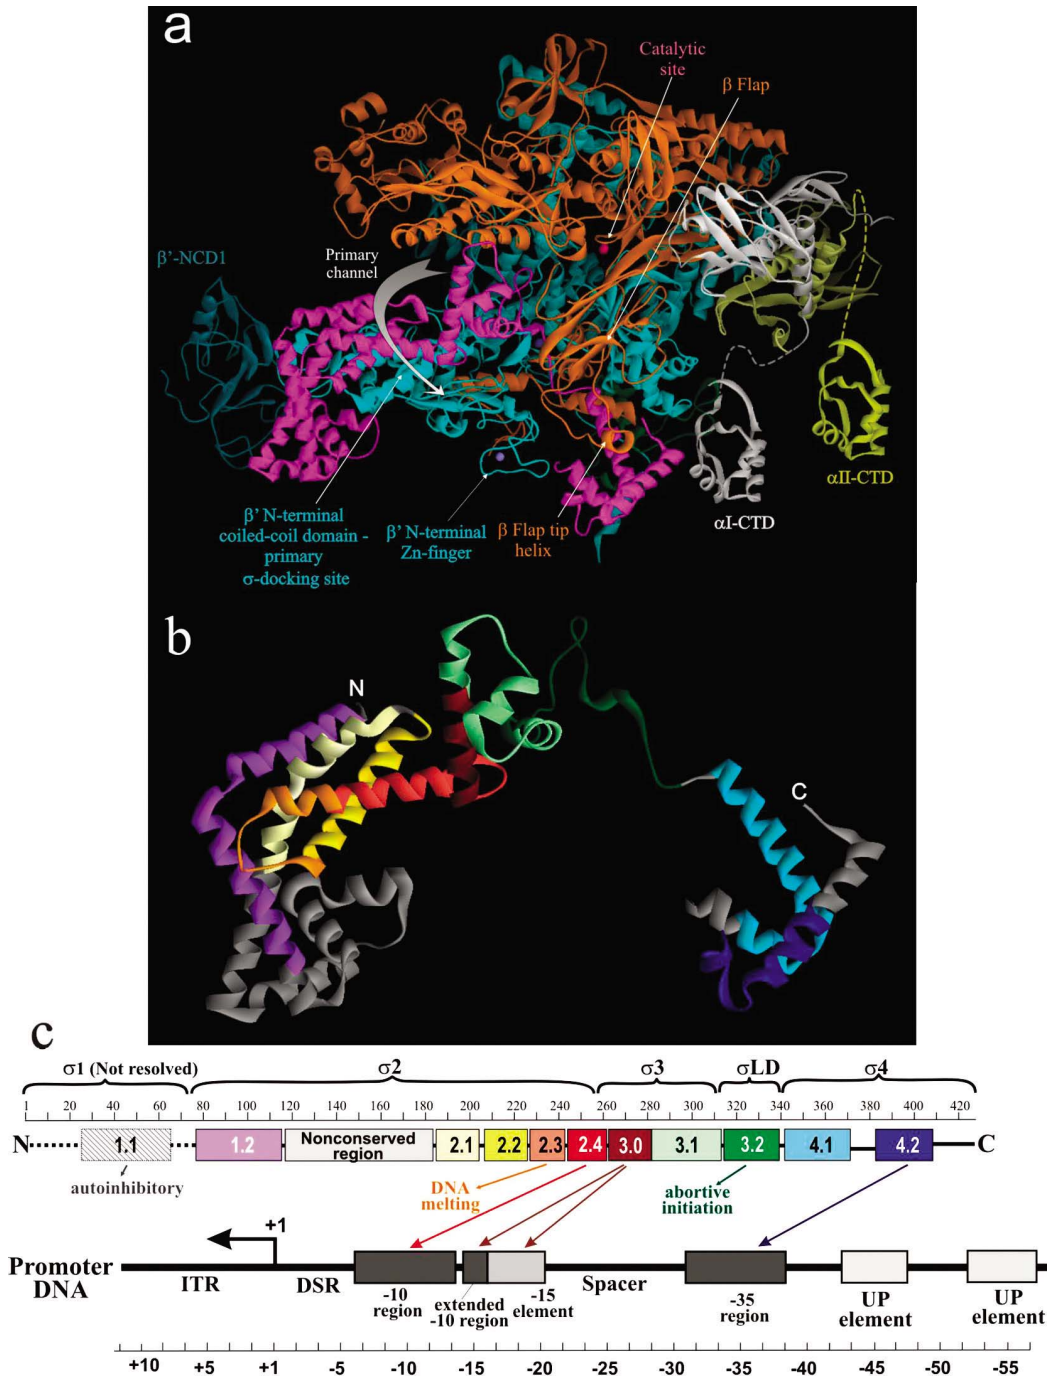 a
Catalytic
site
β Flap
β'-NCD1
Primary
channel
αII-CTD
αI-CTD
β' N-terminal
coiled-coil domain -
primary
σ-docking site
β' N-terminal
Zn-finger
β Flap tip
helix
b
N
C
c
σ1 (Not resolved)
σ2
σ3
σLD
σ4
1 20 40 60 80 100 120 140 160 180 200 220 240 260 280 300 320 340 360 380 400 420
N
1.1
1.2
Nonconserved
region
2.1
2.2
2.3
2.4
3.0
3.1
3.2
4.1
4.2
C
autoinhibitory
DNA
melting
abortive
initiation
+1
Promoter
DNA
ITR
DSR
-10
region
extended
-10 region
-15
element
Spacer
-35
region
UP
element
UP
element
+10 +5 +1 -5 -10 -15 -20 -25 -30 -35 -40 -45 -50 -55